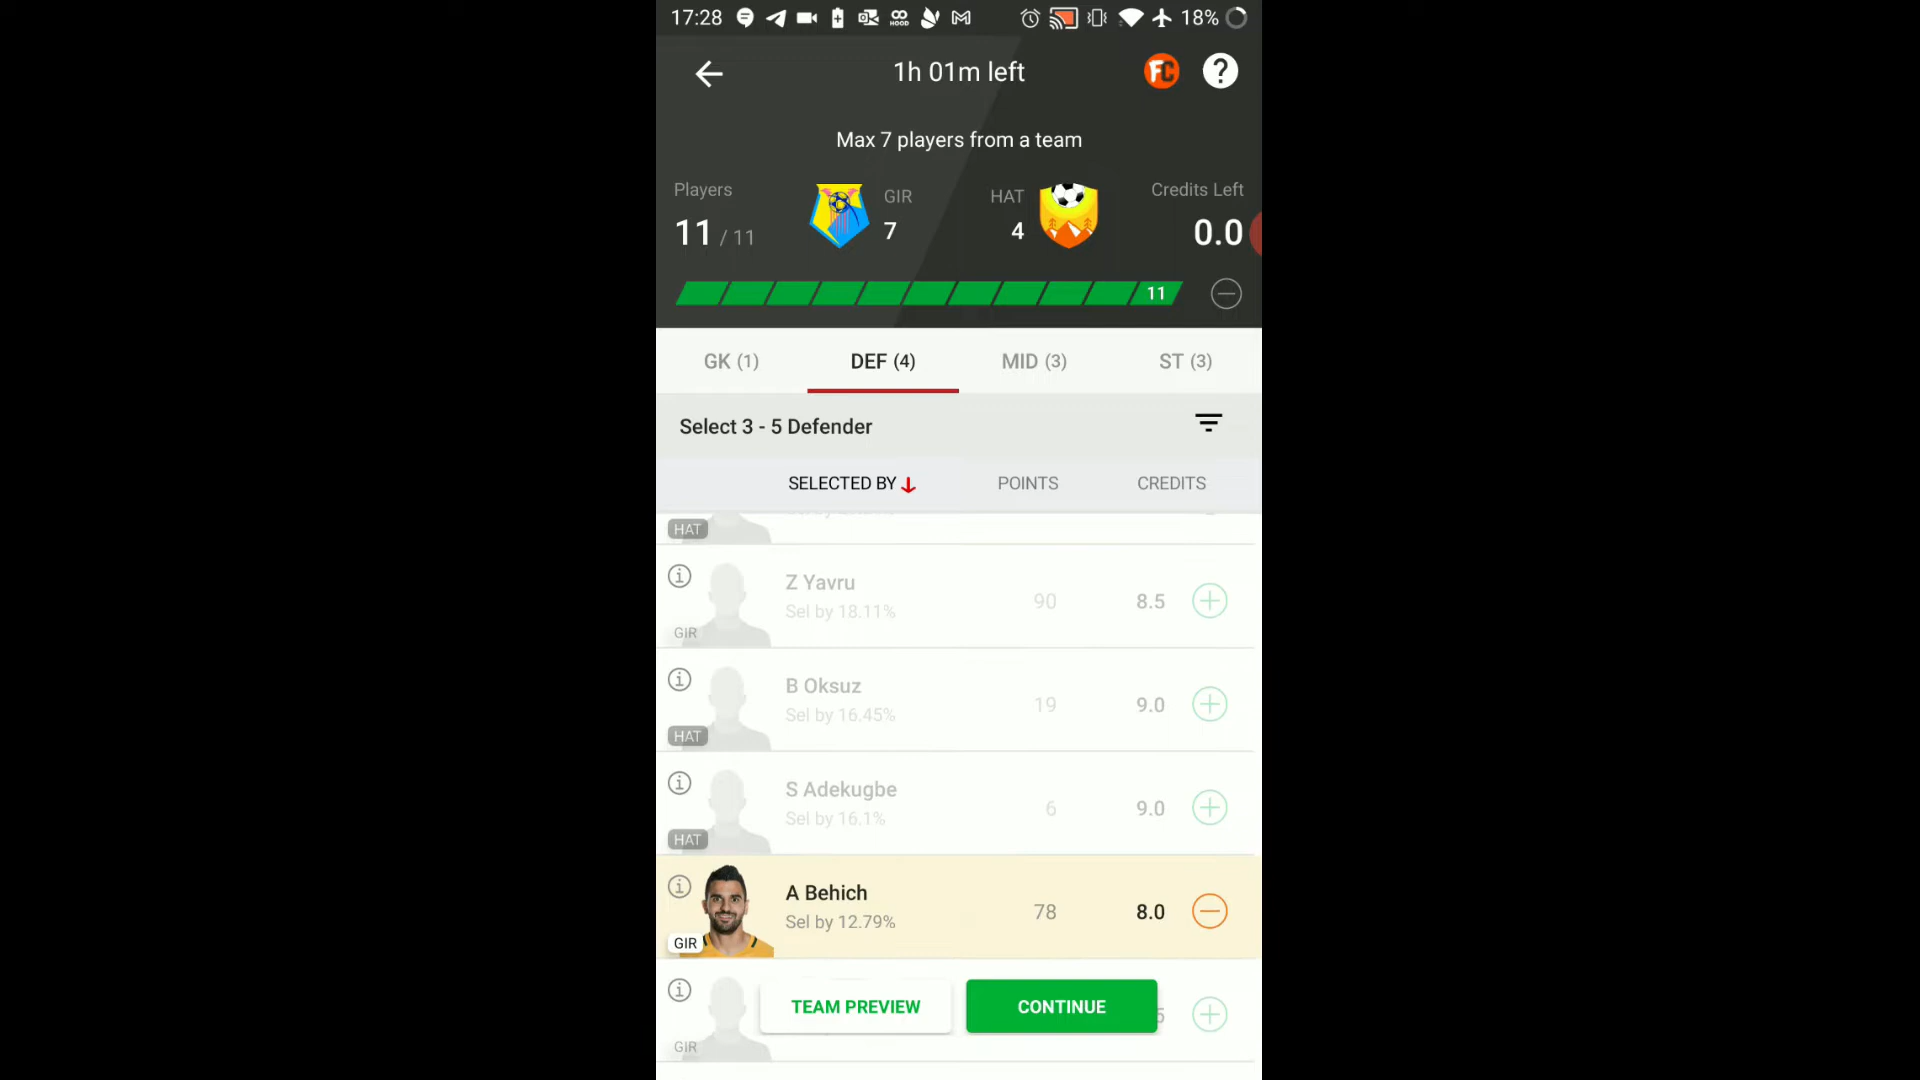 17:28 18%
1h 01m left
FC ?
Max 7 players from a team
Players GIR HAT Credits Left
11 / 11 7 4 0.0
11
GK (1) DEF (4) MID (3) ST (3)
Select 3 - 5 Defender
SELECTED BY POINTS CREDITS
HAT
Z Yavru
Sel by 18.11% 90 8.5
GIR
B Oksuz
Sel by 16.45% 19 9.0
HAT
S Adekugbe
Sel by 16.1% 6 9.0
HAT
A Behich
Sel by 12.79% 78 8.0
GIR
TEAM PREVIEW CONTINUE 5
GIR